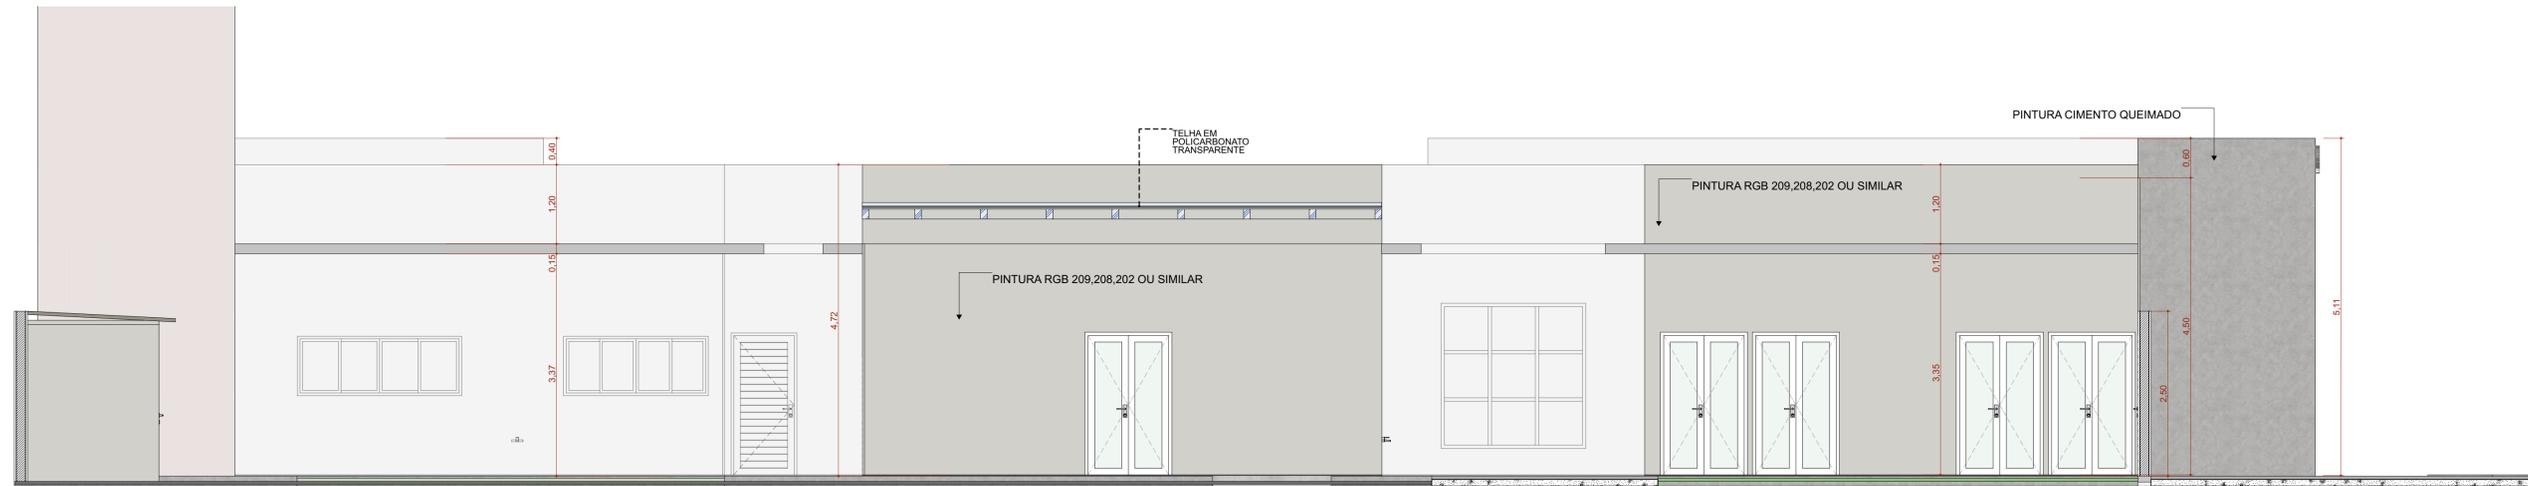 PINTURA CIMENTO QUEIMADO
TELHA EM
POLICARBONATO
TRANSPARENTE
0,40
0,60
PINTURA RGB 209,208,202 OU SIMILAR
1,20
1,20
0,15
0,15
PINTURA RGB 209,208,202 OU SIMILAR
4,72
5,11
4,50
3,37
3,35
2,50